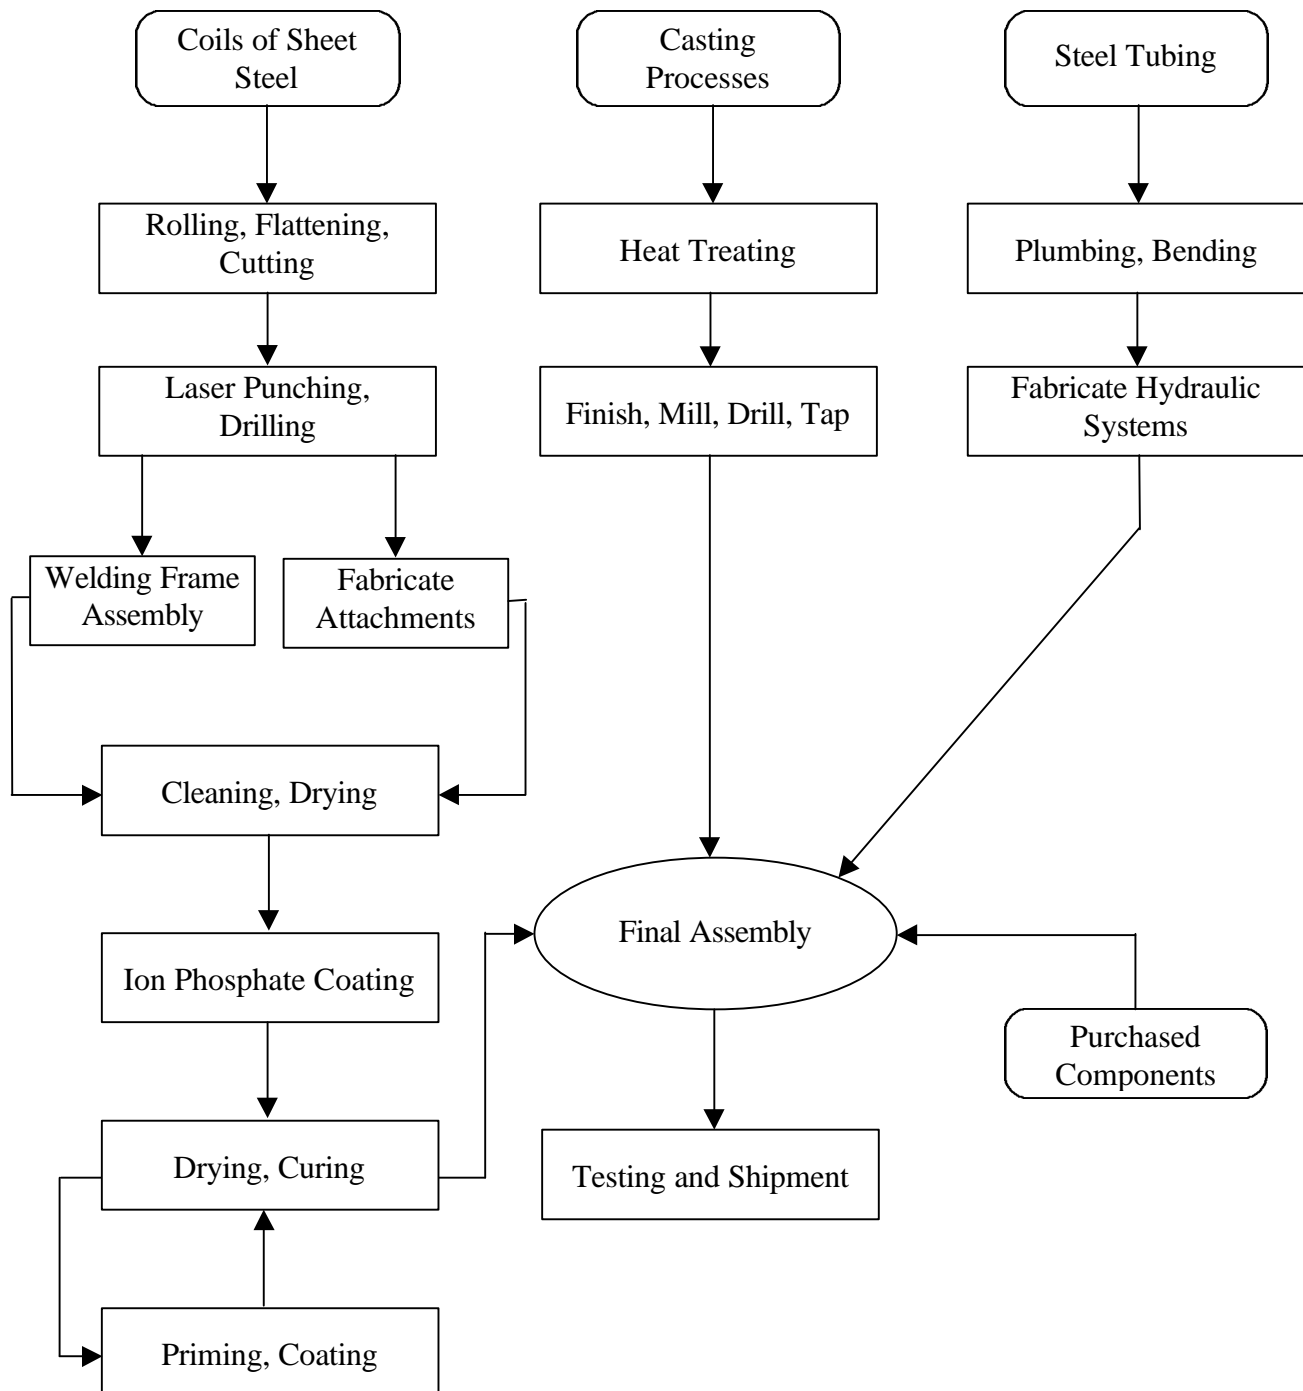 Coils of Sheet
Steel
Casting
Processes
Steel Tubing
Rolling, Flattening,
Cutting
Heat Treating
Plumbing, Bending
Laser Punching,
Drilling
Finish, Mill, Drill, Tap
Fabricate Hydraulic
Systems
Welding Frame
Assembly
Fabricate
Attachments
Cleaning, Drying
Final Assembly
Ion Phosphate Coating
Purchased
Components
Drying, Curing
Testing and Shipment
Priming, Coating